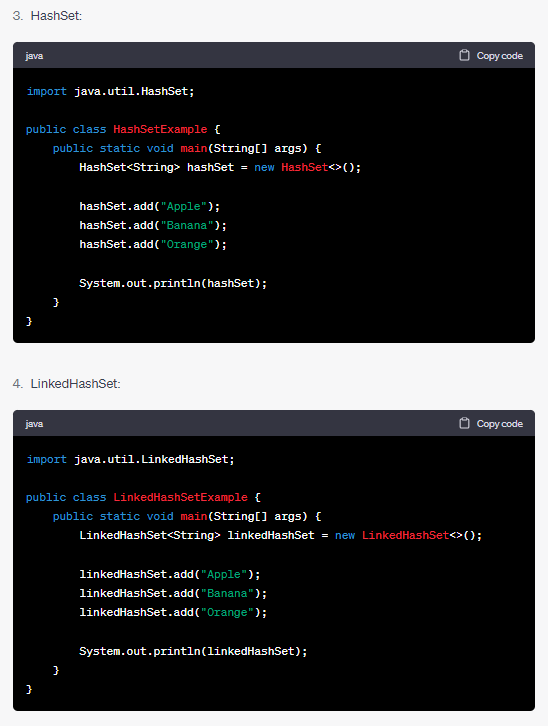 3. HashSet:
java
Copy code
import java.util.HashSet;
public class HashSetExample {
public static void main(String[] args) {
HashSet<String> hashSet = new HashSet<>();
hashSet.add("Apple");
hashSet.add("Banana");
hashSet.add("Orange");
System.out.println(hashSet);
}
}
4. LinkedHashSet:
java
Copy code
import java.util.LinkedHashSet;
public class LinkedHashSetExample {
public static void main(String[] args) {
LinkedHashSet<String> linkedHashSet = new LinkedHashSet<>();
linkedHashSet.add("Apple");
linkedHashSet.add("Banana");
linkedHashSet.add("Orange");
System.out.println(linkedHashSet);
}
}